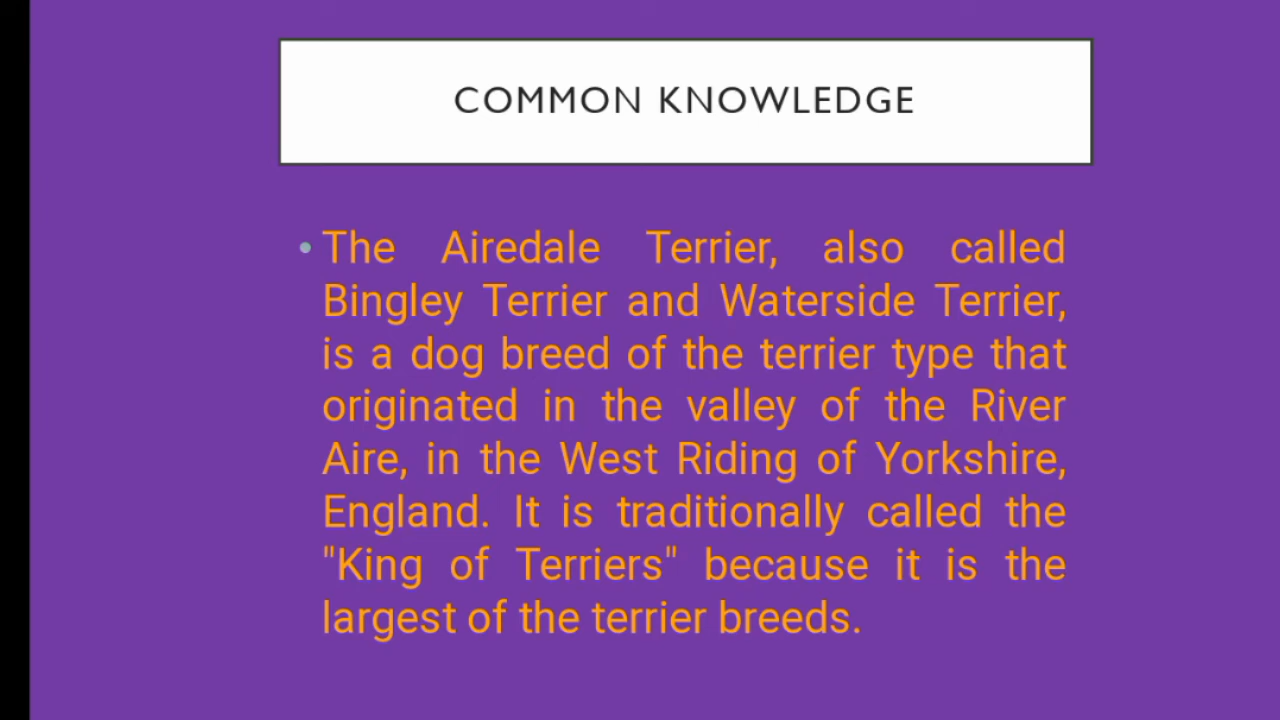 COMMON KNOWLEDGE
• The Airedale Terrier, also called
Bingley Terrier and Waterside Terrier,
is a dog breed of the terrier type that
originated in the valley of the River
Aire, in the West Riding of Yorkshire,
England. It is traditionally called the
"King of Terriers" because it is the
largest of the terrier breeds.